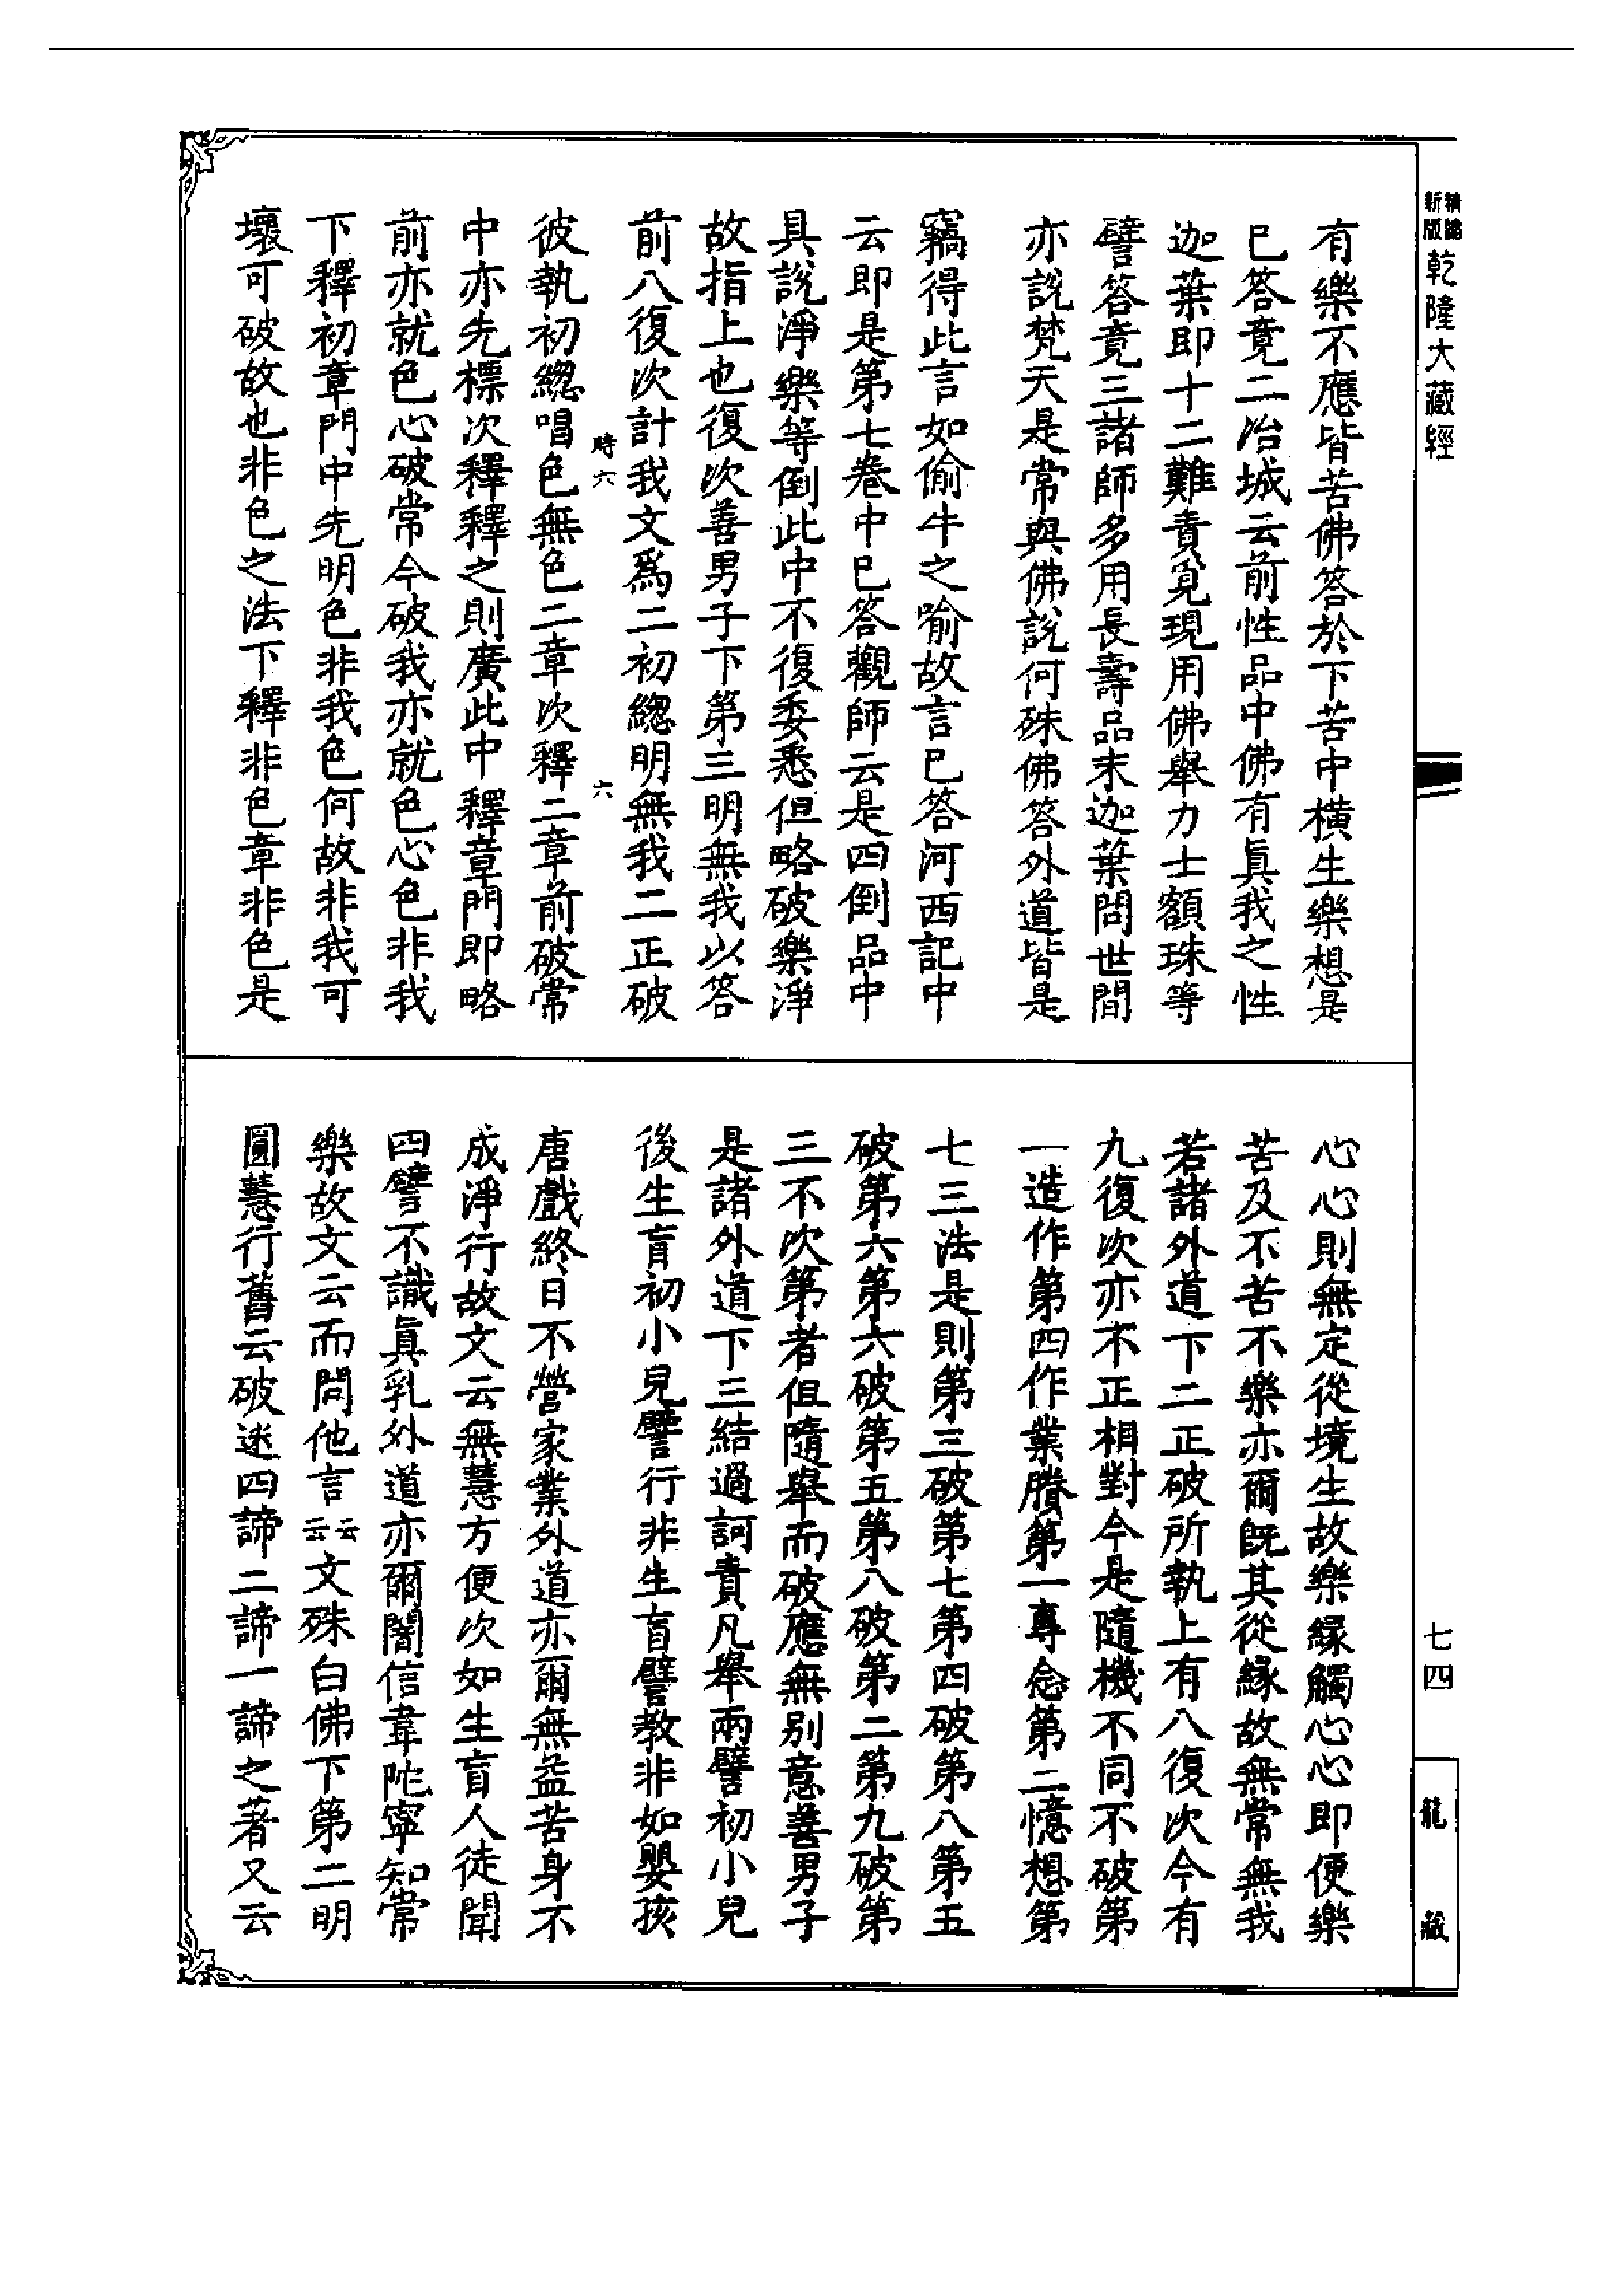 精編
新版
乾隆大藏經
有樂不應皆苦佛答於下苦中橫生樂想是
巳答竟二冶城云前性品中佛有眞我之性
迦葉即十二難責覓現用佛舉力士額珠等
譬答竟三諸師多用長壽品末迦葉問世間
亦說梵天是常與佛說何殊佛答外道皆是
竊得此言如偷牛之喻故言巳答河西記中
云即是第七卷中巳答觀師云是四倒品中
具說淨樂等倒此中不復委悉但略破樂淨
故指上也復次善男子下第三明無我以答
前八復次計我文爲二初總明無我二正破
時六
六
彼執初總唱色無色二章次釋二章前破常
中亦先標次釋釋之則廣此中釋章門即略
前亦就色心破常今破我亦就色心色非我
下釋初章門中先明色非我色何故非我可
壞可破故也非色之法下釋非色章非色是
心心則無定從境生故樂緣觸心心即便樂
苦及不苦不樂亦爾旣其從緣故無常無我
若諸外道下二正破所執上有八復次今有
九復次亦不正相對今是隨機不同不破第
一造作第四作業賸第一專念第二憶想第
七三法是則第三破第七第四破第八第五
破第六第六破第五第八破第二第九破第
三不次第者但隨舉而破應無別意善男子
是諸外道下三結過訶責凡舉兩譬初小兒
後生盲初小兒譬行非生盲譬教非如嬰孩
唐戲終日不營家業外道亦爾無益苦身不
成淨行故文云無慧方便次如生盲人徒聞
四譬不識眞乳外道亦爾闇信韋陀寧知常
樂故文云而問他言云云文殊白佛下第二明
圓慧行舊云破迷四諦二諦一諦之著又云
七四
龍藏